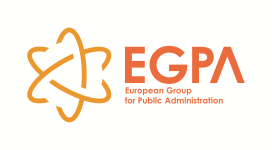 EGPA
European Group
for Public Administration